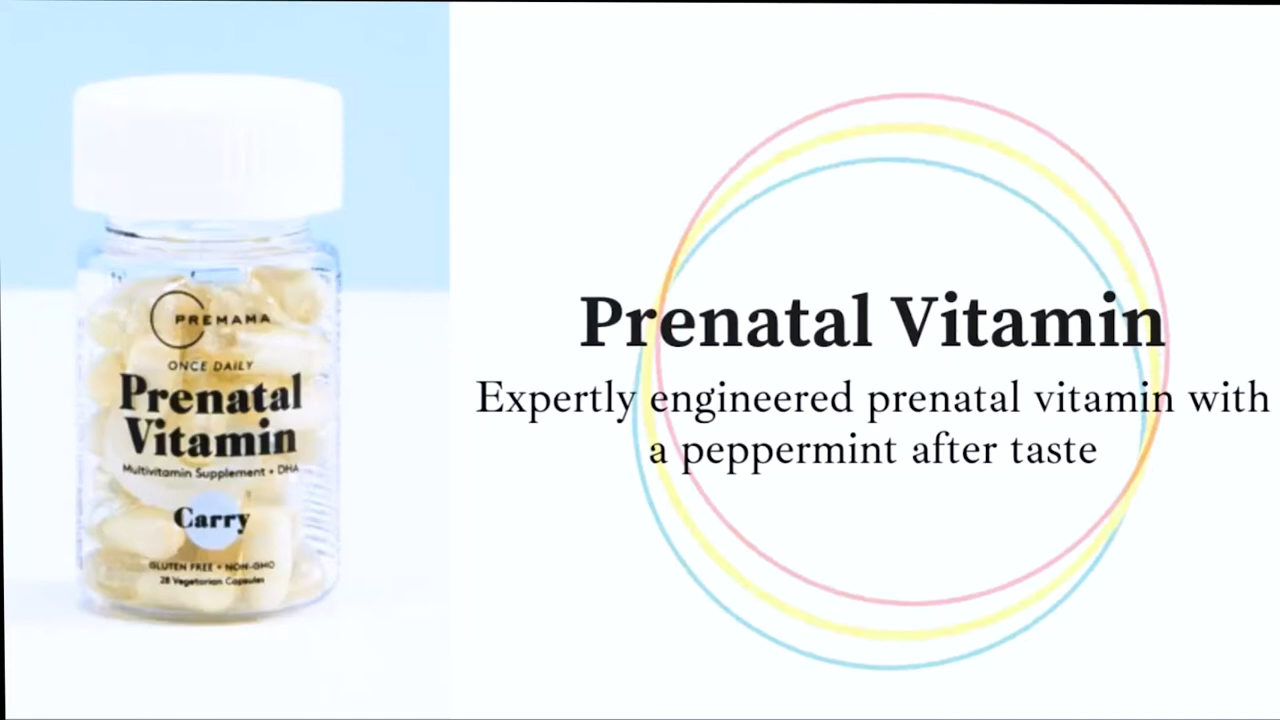 PREMAMA
ONCE DAILY
Prenatal
Vitamin
Multivitamin Supplement + DHA
Carry
GLUTEN FREE • NON-GMO
28 Vegetarian Capsules
Prenatal Vitamin
Expertly engineered prenatal vitamin with
a peppermint after taste